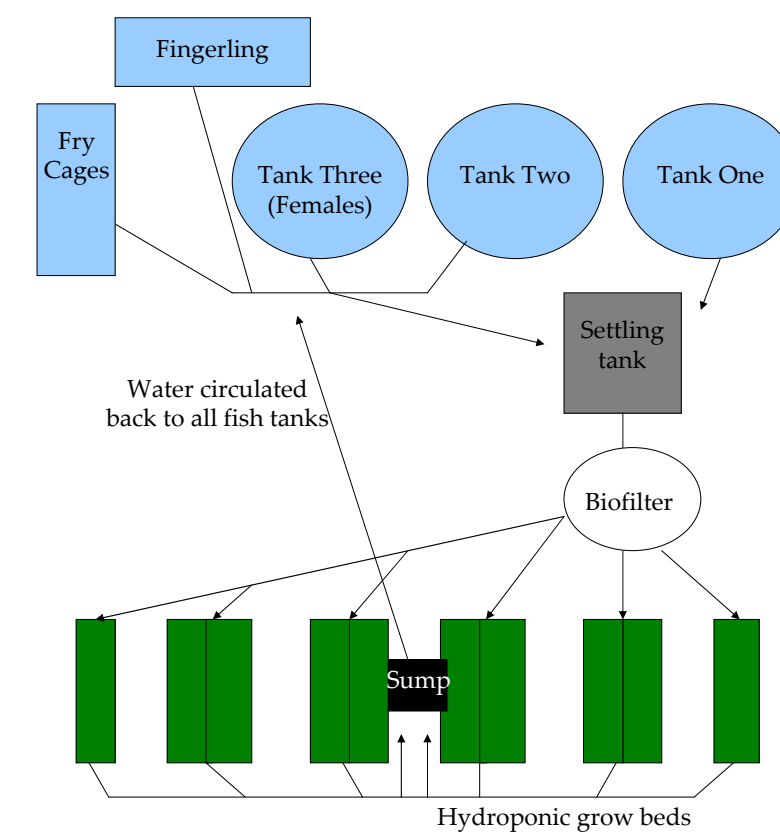 Fingerling
Fry
Cages
Tank Three
(Females)
Tank Two
Tank One
Settling
tank
Water circulated
back to all fish tanks
Biofilter
Sump
Hydroponic grow beds